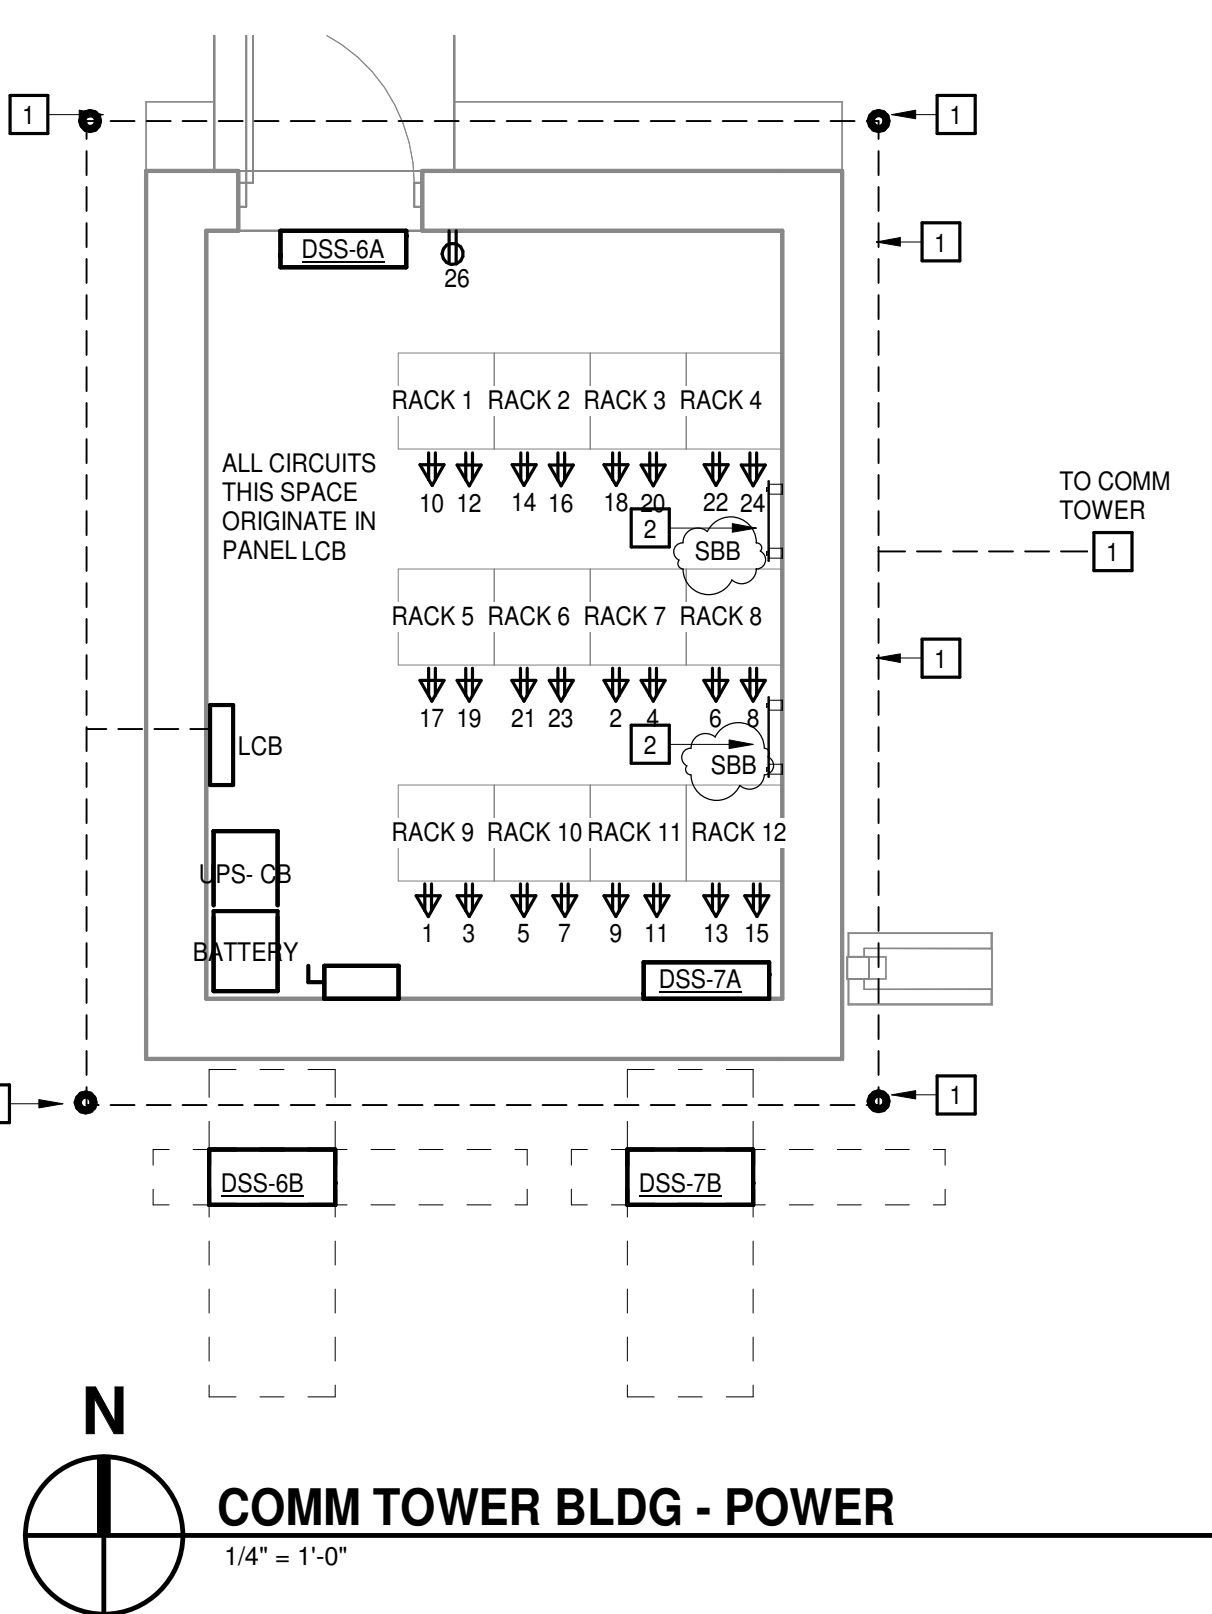 1
1
DSS-6A
26
1
RACK 1 RACK 2 RACK 3 RACK 4
ALL CIRCUITS
THIS SPACE
ORIGINATE IN
PANEL LCB
10 12 14 16 18 20 22 24
2
SBB
TO COMM
TOWER
1
RACK 5 RACK 6 RACK 7 RACK 8
1
17 19 21 23 2 4 6 8
LCB
2
SBB
RACK 9 RACK 10 RACK 11 RACK 12
UPS- CB
1 3 5 7 9 11 13 15
BATTERY
DSS-7A
1
DSS-6B
DSS-7B
N
COMM TOWER BLDG - POWER
1/4" = 1'-0"